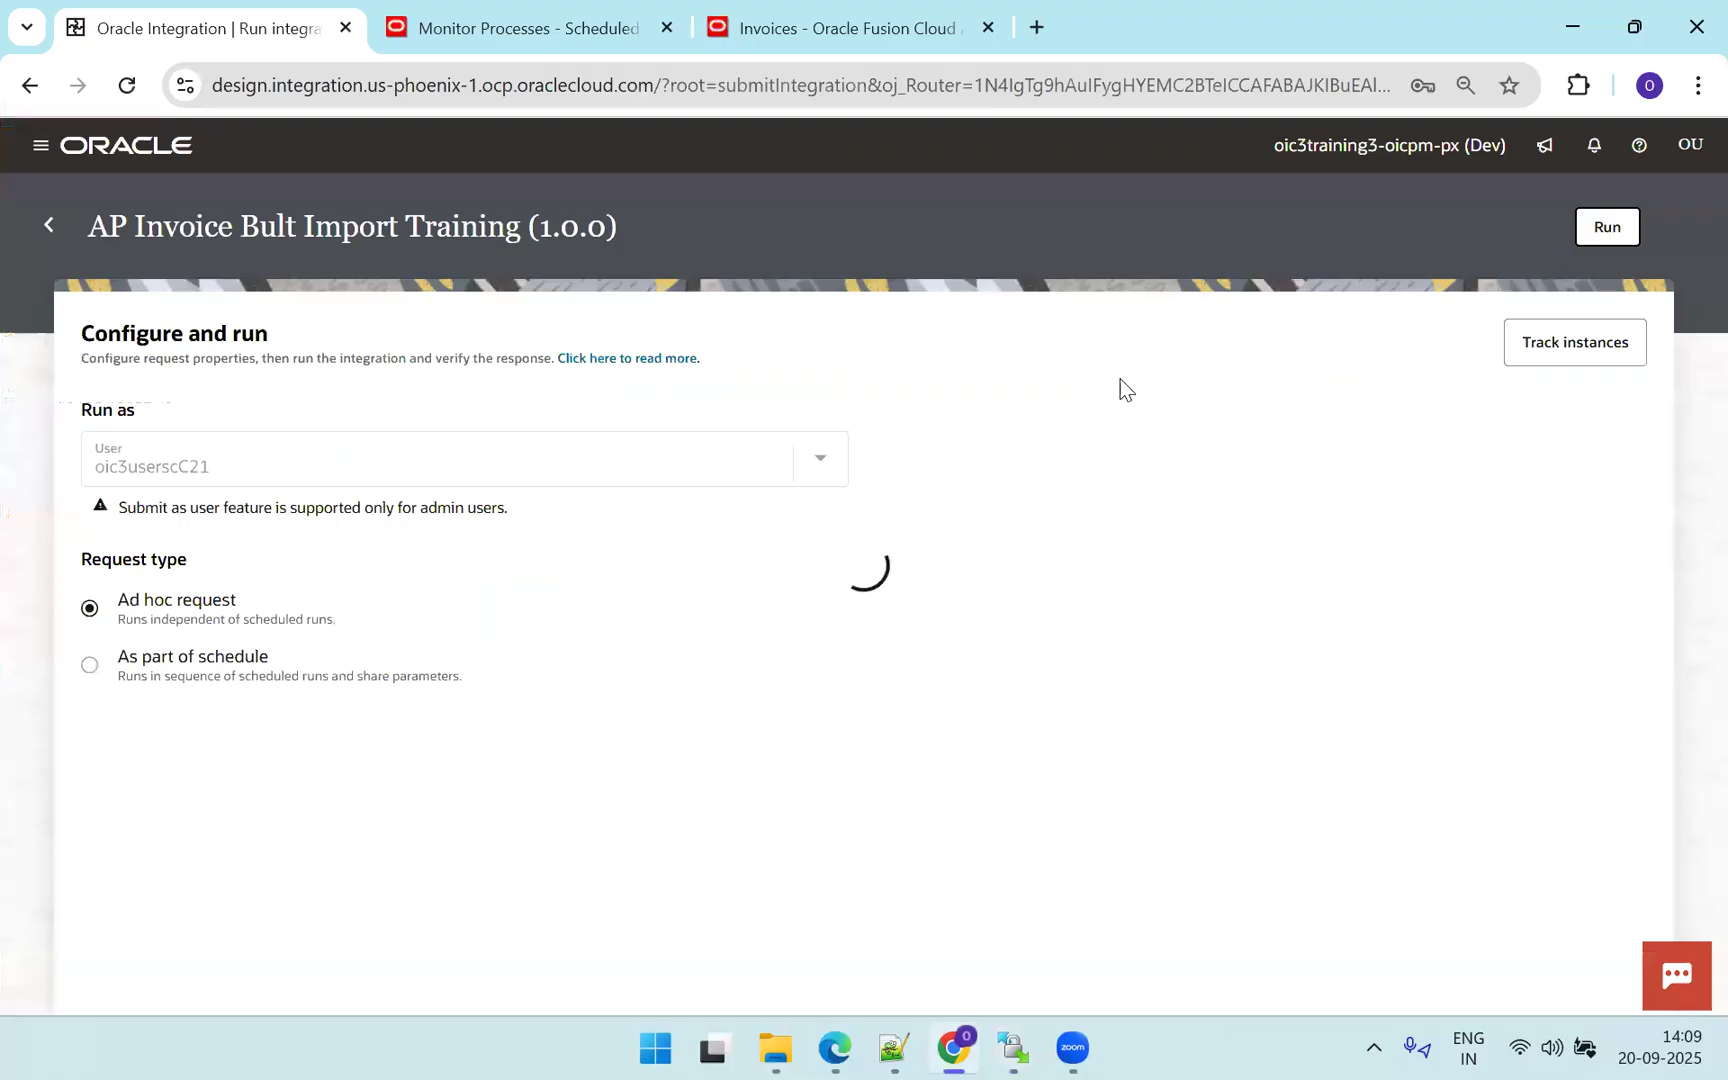 Oracle Integration | Run integra
Monitor Processes - Scheduled
Invoices - Oracle Fusion Cloud
design.integration.us-phoenix-1.ocp.oraclecloud.com/?root=submitIntegration&oj_Router=1N4IgTg9hAuIFygHYEMC2BTeICCAFABAJKIBuEAI...
O
ORACLE
oic3training3-oicpm-px (Dev)
OU
AP Invoice Bult Import Training (1.0.0)
Run
Configure and run
Configure request properties, then run the integration and verify the response. Click here to read more.
Track instances
Run as
User
oic3userscC21
Submit as user feature is supported only for admin users.
Request type
Ad hoc request
Runs independent of scheduled runs.
As part of schedule
Runs in sequence of scheduled runs and share parameters.
zoom
ENG
IN
14:09
20-09-2025